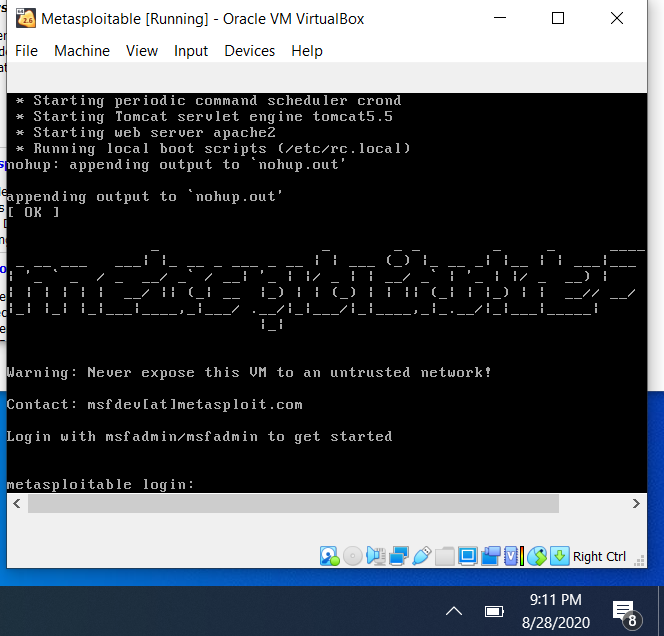 Metasploitable [Running] - Oracle VM VirtualBox
File Machine View Input Devices Help
* Starting periodic command scheduler crond
* Starting Tomcat servlet engine tomcat5.5
* Starting web server apache2
* Running local boot scripts (/etc/rc.local)
nohup: appending output to `nohup.out'
appending output to `nohup.out'
[ OK ]
Warning: Never expose this VM to an untrusted network!
Contact: msfdev[at]metasploit.com
Login with msfadmin/msfadmin to get started
metasploitable login:
Right Ctrl
9:11 PM
8/28/2020
8